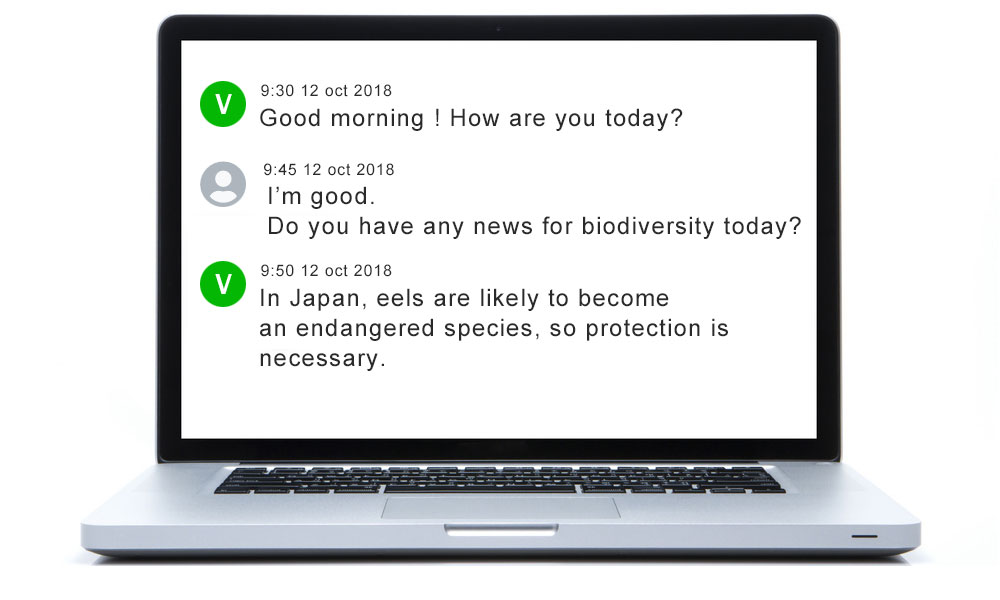 V
9:30 12 oct 2018
Good morning ! How are you today?
9:45 12 oct 2018
I’m good.
Do you have any news for biodiversity today?
V
9:50 12 oct 2018
In Japan, eels are likely to become
an endangered species, so protection is
necessary.